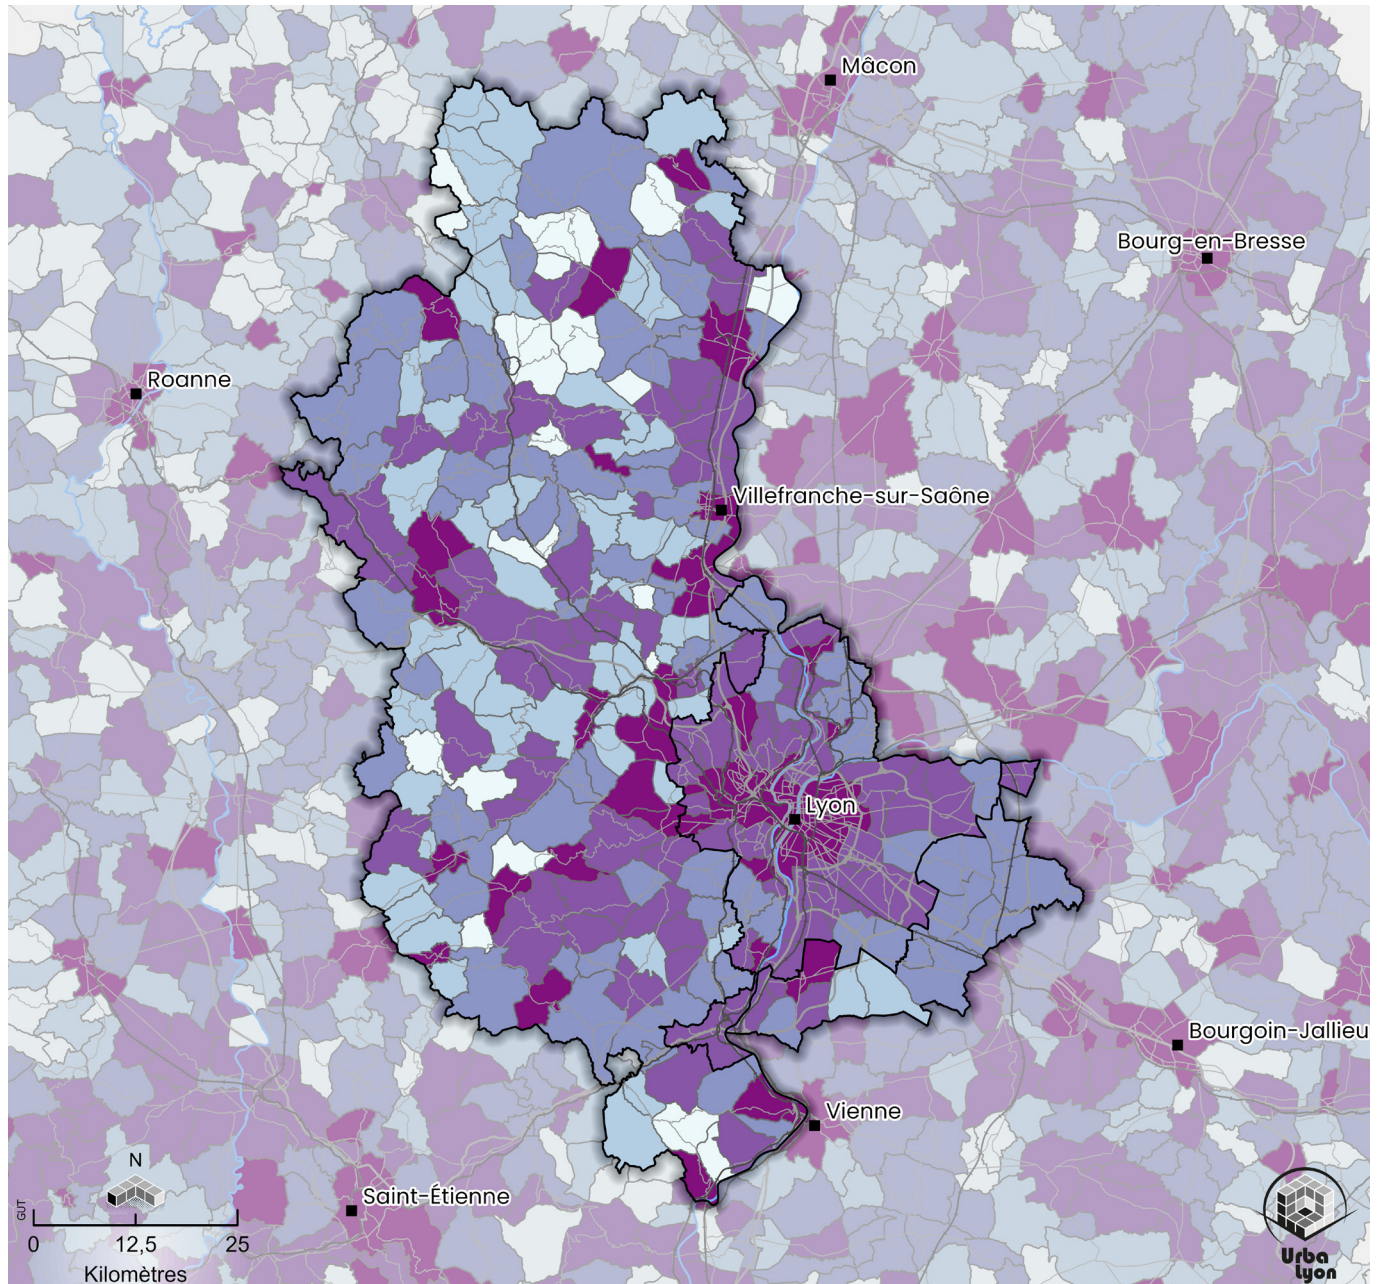 Mâcon
Bourg-en-Bresse
Roanne
Villefranche-sur-Saône
Lyon
Bourgoin-Jallieu
Vienne
Saint-Étienne
N
GUT
0 12,5 25
Kilomètres
Urba
Lyon